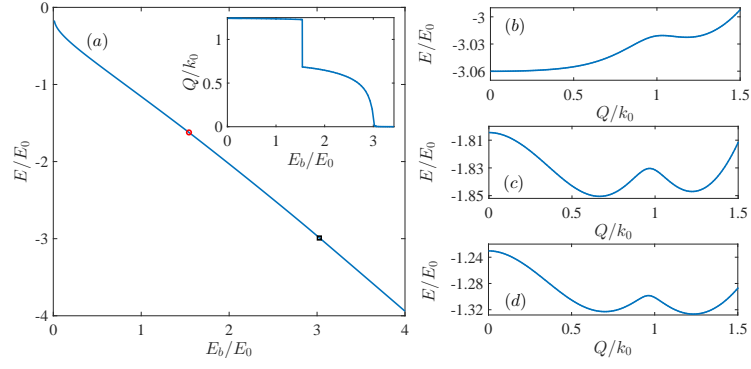 (a)
E/E₀
-1
-2
-3
-4
0 1 2 3 4
E_b/E₀
Q/k₀
1
0.5
0
0 1 2 3
E_b/E₀
(b)
E/E₀
-3
-3.03
-3.06
0 0.5 1 1.5
Q/k₀
(c)
E/E₀
-1.81
-1.83
-1.85
0 0.5 1 1.5
Q/k₀
(d)
E/E₀
-1.24
-1.28
-1.32
0 0.5 1 1.5
Q/k₀